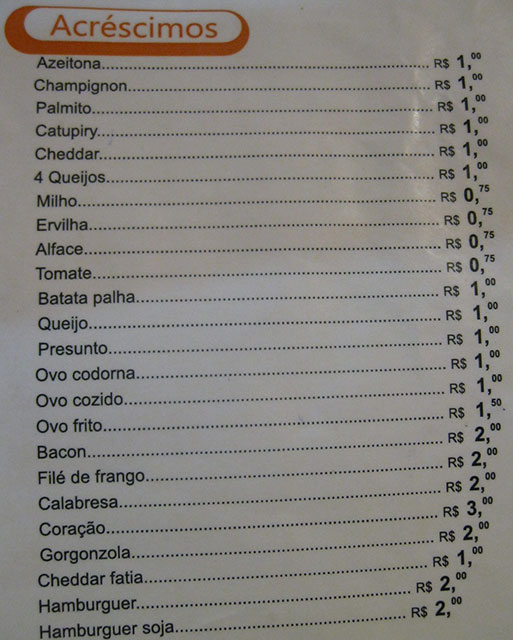 Acréscimos
Azeitona........ R$ 1,00
Champignon........ R$ 1,00
Palmito........ R$ 1,00
Catupiry........ R$ 1,00
Cheddar........ R$ 1,00
4 Queijos........ R$ 1,00
Milho........ R$ 0,75
Ervilha........ R$ 0,75
Alface........ R$ 0,75
Tomate........ R$ 0,75
Batata palha........ R$ 1,00
Queijo........ R$ 1,00
Presunto........ R$ 1,00
Ovo codorna........ R$ 1,00
Ovo cozido........ R$ 1,00
Ovo frito........ R$ 1,50
Bacon........ R$ 2,00
Filé de frango........ R$ 2,00
Calabresa........ R$ 2,00
Coração........ R$ 3,00
Gorgonzola........ R$ 2,00
Cheddar fatia........ R$ 1,00
Hamburguer........ R$ 2,00
Hamburguer soja........ R$ 2,00